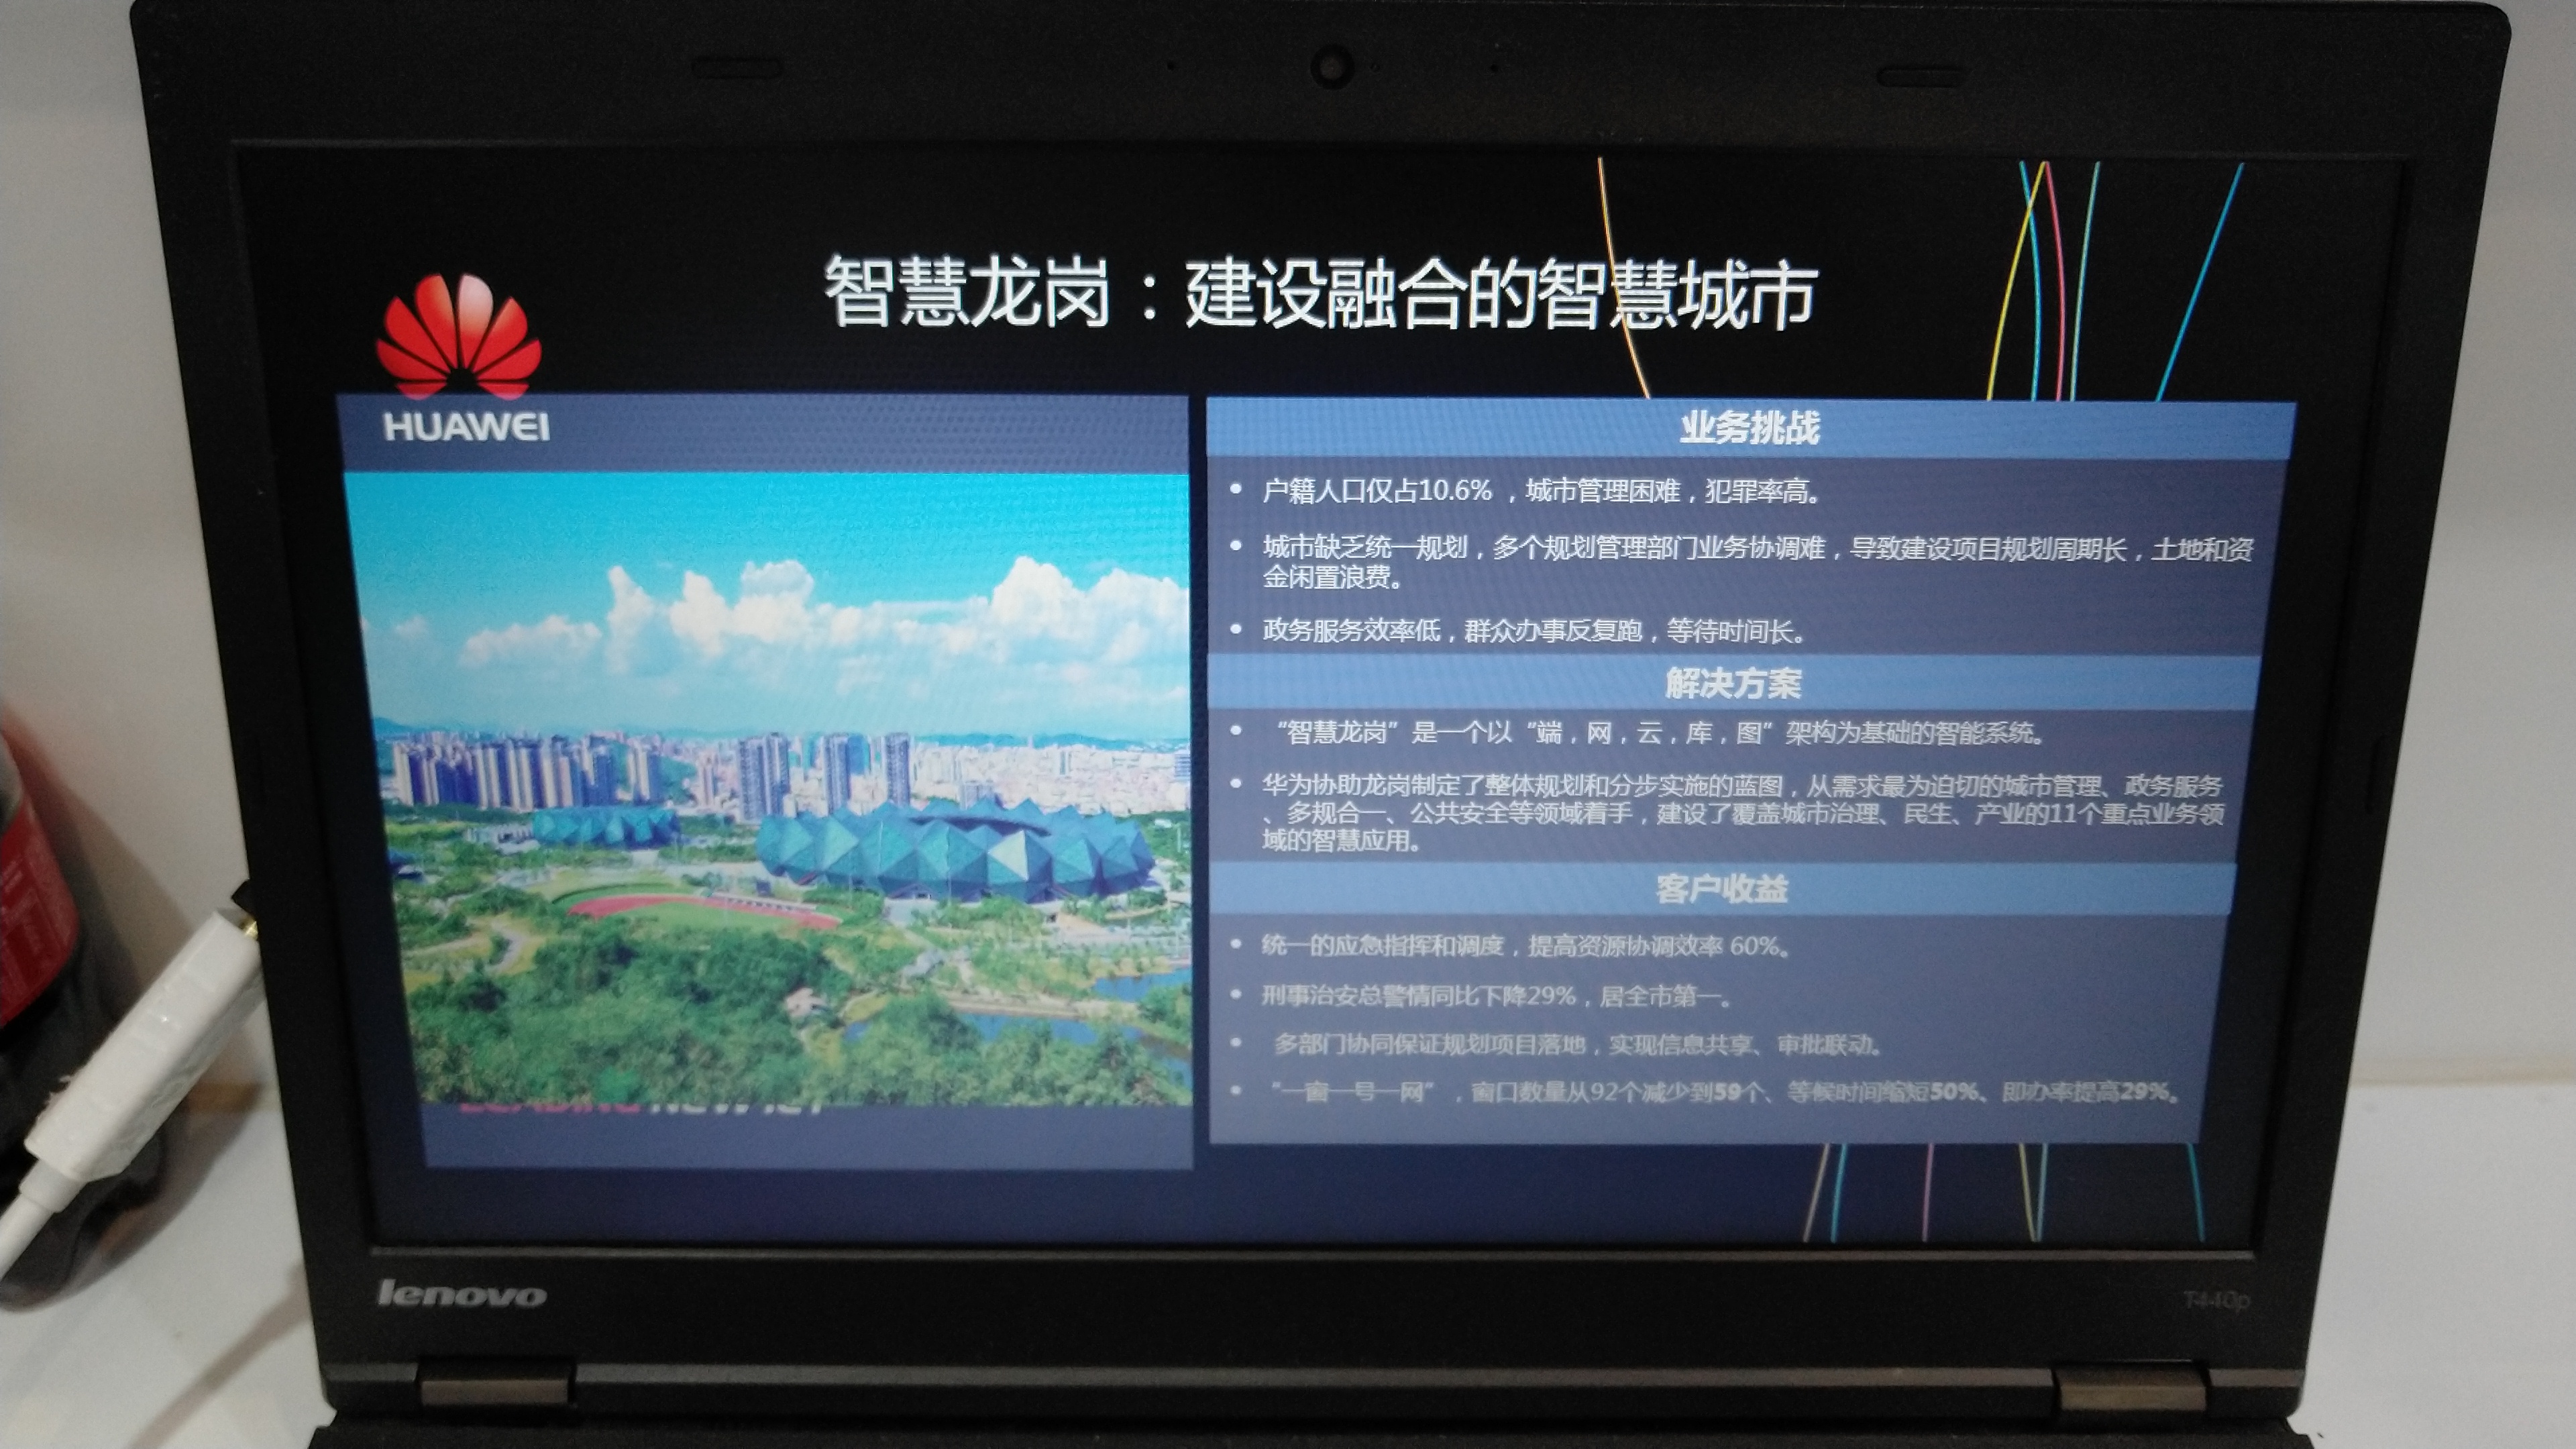 智慧龙岗：建设融合的智慧城市
HUAWEI
业务挑战
• 户籍人口仅占10.6%，城市管理困难，犯罪率高。
• 城市缺乏统一规划，多个规划管理部门业务协调难，导致建设项目规划周期长，土地和资
金闲置浪费。
• 政务服务效率低，群众办事反复跑，等待时间长。
解决方案
• “智慧龙岗”是一个以“端，网，云，库，图”架构为基础的智能系统。
• 华为协助龙岗制定了整体规划和分步实施的蓝图，从需求最为迫切的城市管理、政务服务
、多规合一、公共安全等领域着手，建设了覆盖城市治理、民生、产业的11个重点业务领
域的智慧应用。
客户收益
• 统一的应急指挥和调度，提高资源协调效率 60%。
• 刑事治安总警情同比下降29%，居全市第一。
• 多部门协同保证规划项目落地，实现信息共享、审批联动。
• “一窗一号一网”，窗口数量从92个减少到59个、等候时间缩短50%、即办率提高29%。
lenovo
T440p